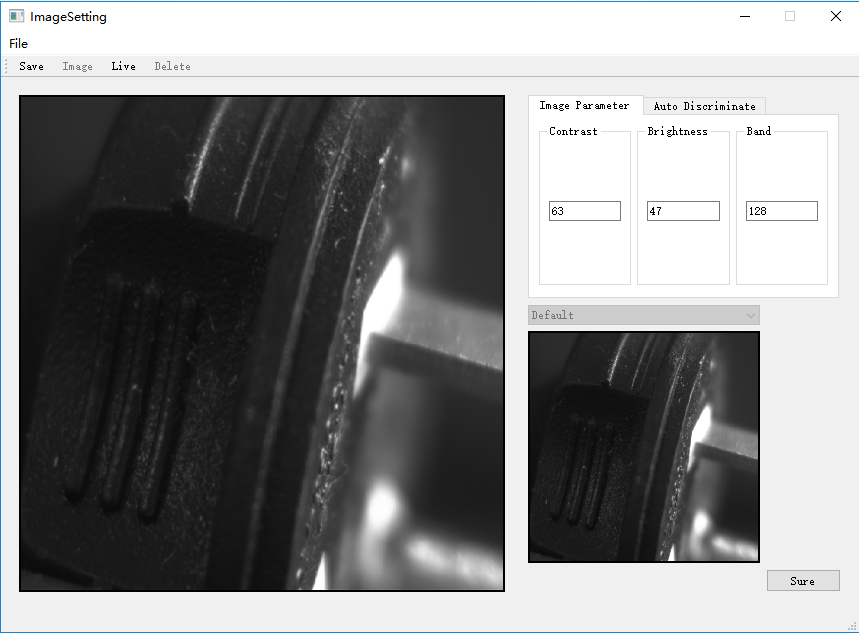 ImageSetting
File
Save Image Live Delete
Image Parameter Auto Discriminate
Contrast Brightness Band
63 47 128
Default
Sure